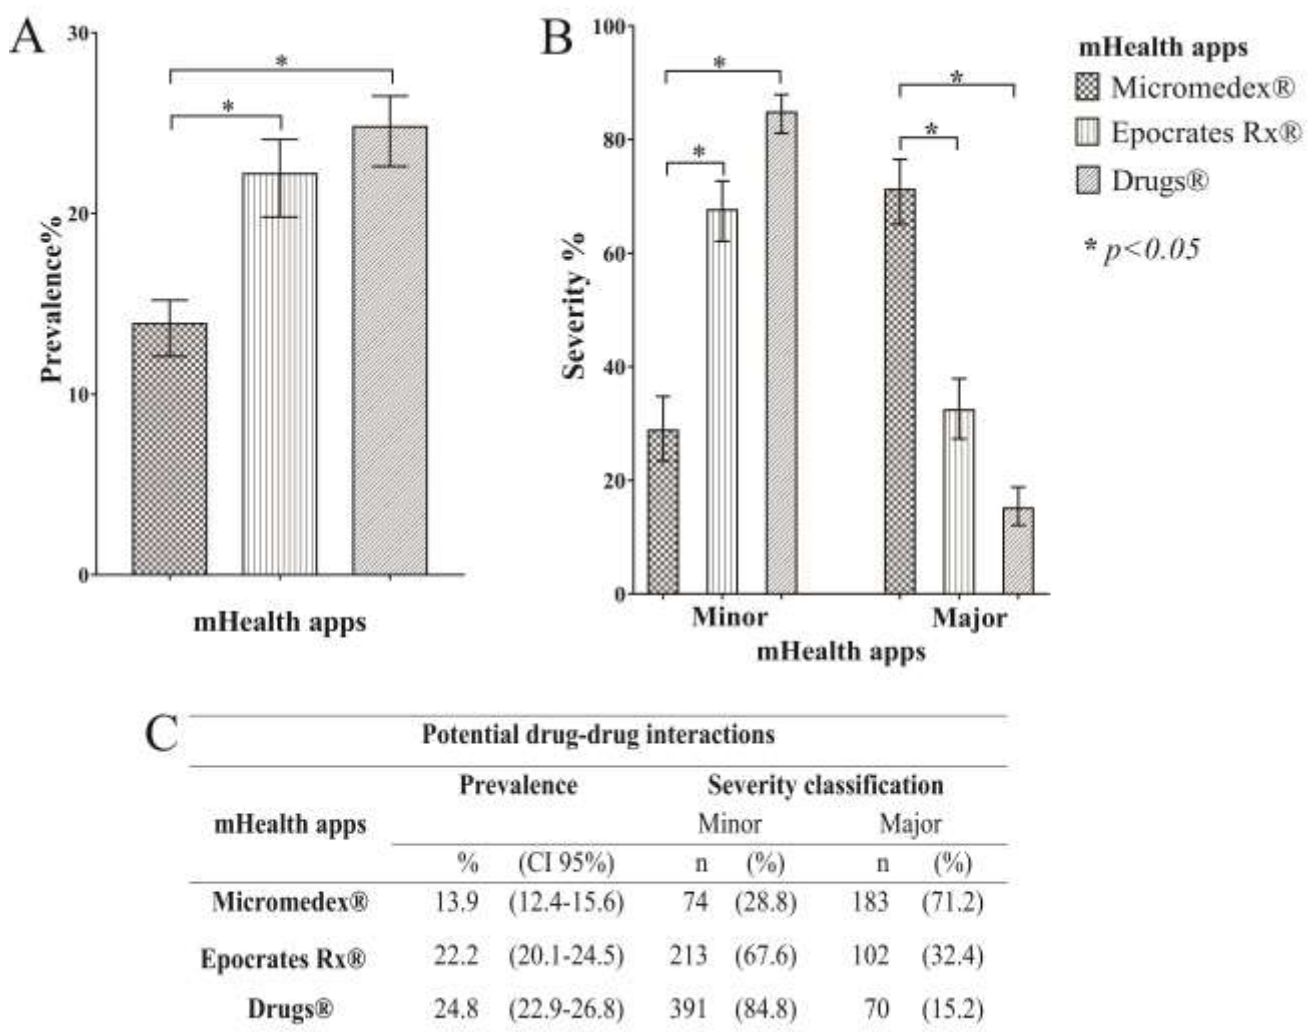 A
30
20
10
0
Prevalence%
*
*
mHealth apps
B
100
80
60
40
20
0
Severity %
*
*
*
*
Minor
Major
mHealth apps
mHealth apps
Micromedex®
Epocrates Rx®
Drugs®
* p<0.05
C
Potential drug-drug interactions
Prevalence Severity classification
mHealth apps Minor Major
% (CI 95%) n (%) n (%)
Micromedex® 13.9 (12.4-15.6) 74 (28.8) 183 (71.2)
Epocrates Rx® 22.2 (20.1-24.5) 213 (67.6) 102 (32.4)
Drugs® 24.8 (22.9-26.8) 391 (84.8) 70 (15.2)